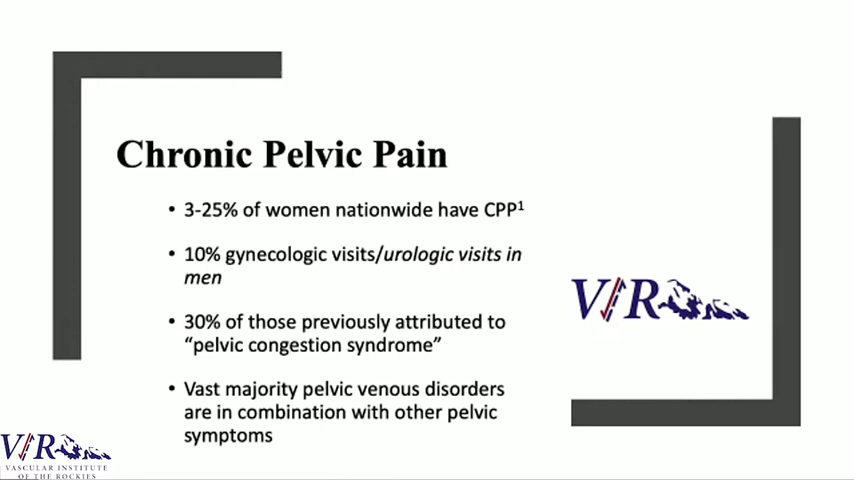 Chronic Pelvic Pain
• 3-25% of women nationwide have CPP¹
• 10% gynecologic visits/urologic visits in
men
• 30% of those previously attributed to
“pelvic congestion syndrome”
• Vast majority pelvic venous disorders
are in combination with other pelvic
symptoms
VIR
VIR
VASCULAR INSTITUTE
OF THE ROCKIES